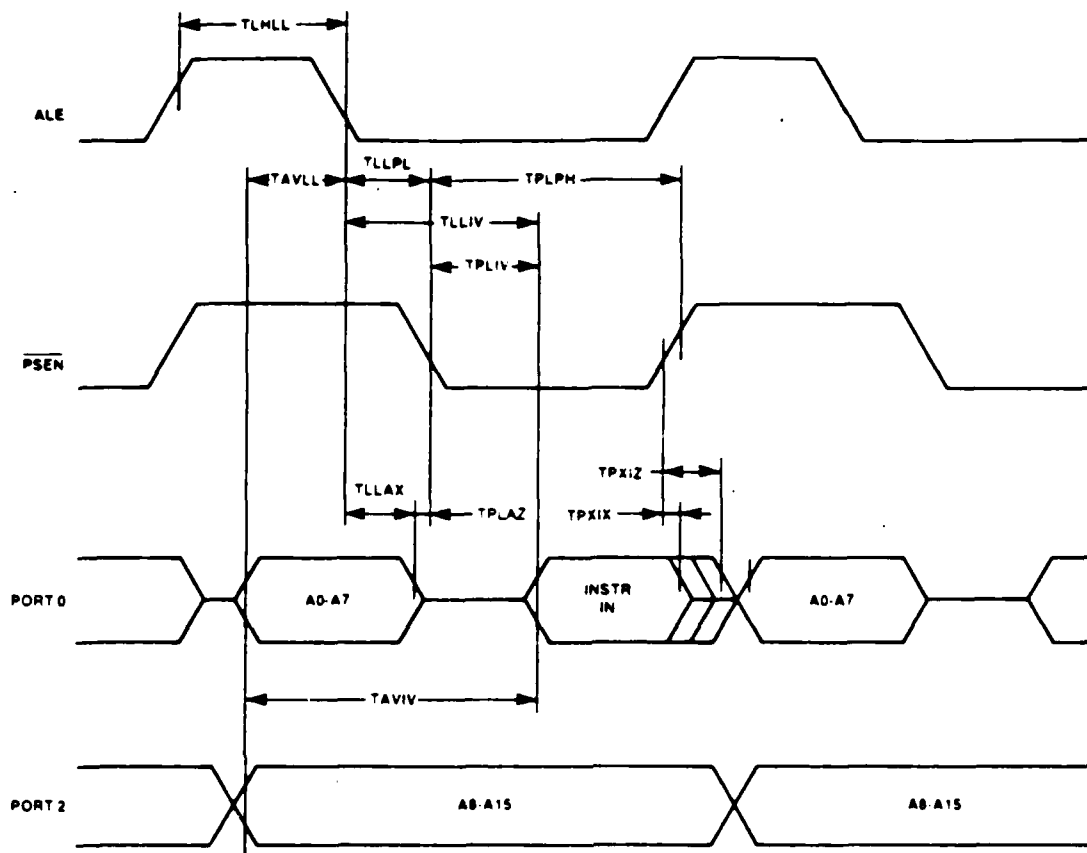 TLHLL
ALE
TAVLL
TLLPL
TPLPH
TLLIV
TPLIV
PSEN
TPXIZ
TLLAX
TPLAZ
TPXIX
PORT 0
A0-A7
INSTR
IN
A0-A7
TAVIV
PORT 2
A8-A15
A8-A15